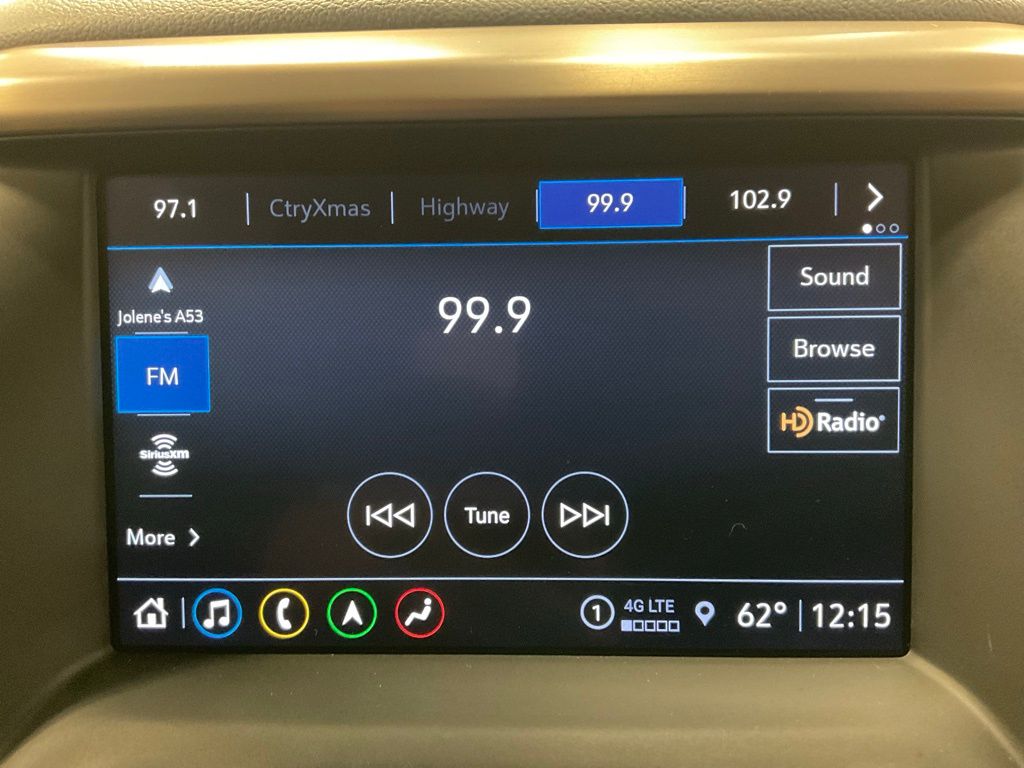 97.1 CtryXmas Highway 99.9 102.9
Jolene's A53
99.9
Sound
FM
Browse
HD Radio
SiriusXM
Tune
More
1 4G LTE 62° 12:15